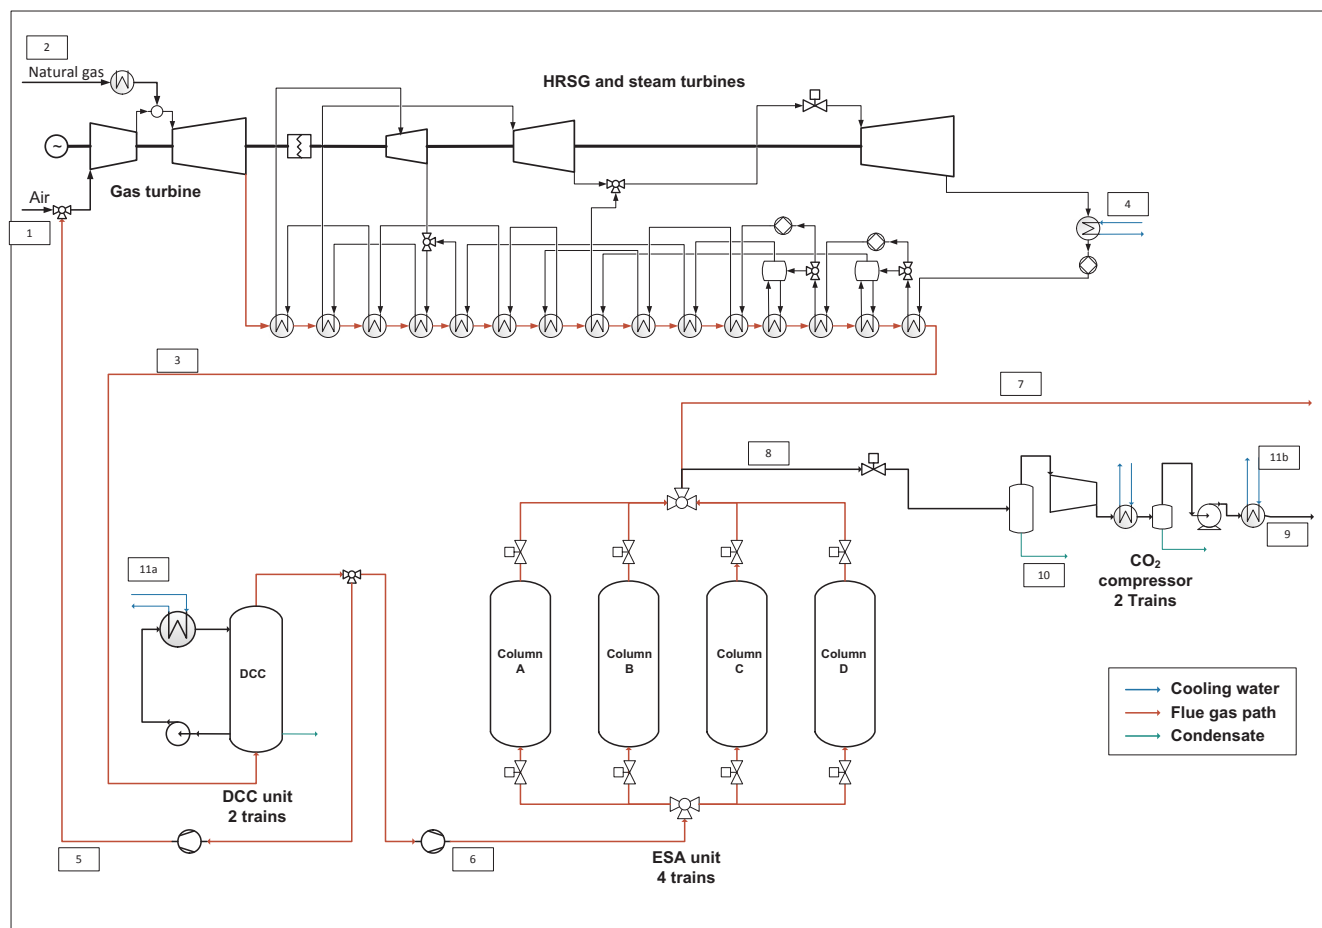 2
Natural gas
HRSG and steam turbines
~
Gas turbine
Air
1
4
3
7
8
11b
9
10
CO₂
compressor
2 Trains
11a
DCC
Column
A
Column
B
Column
C
Column
D
Cooling water
Flue gas path
Condensate
DCC unit
2 trains
5
6
ESA unit
4 trains